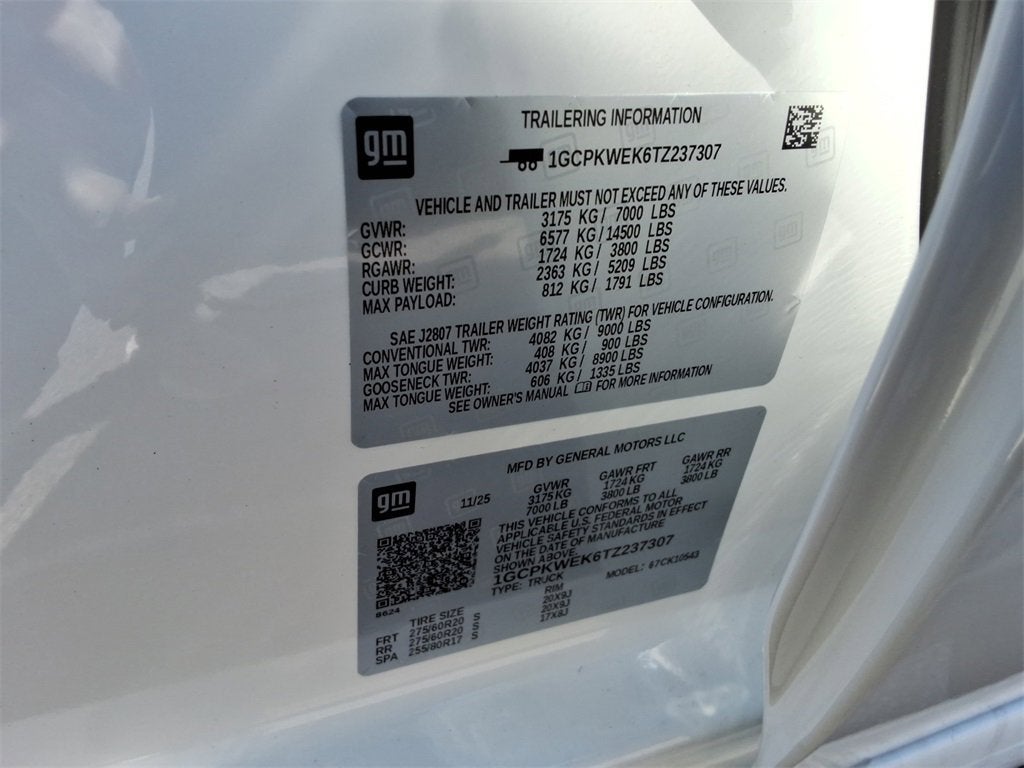 gm
TRAILERING INFORMATION
1GCPKWEK6TZ237307
VEHICLE AND TRAILER MUST NOT EXCEED ANY OF THESE VALUES.
GVWR: 3175 KG / 7000 LBS
GCWR: 6577 KG / 14500 LBS
RGAWR: 1724 KG / 3800 LBS
CURB WEIGHT: 2363 KG / 5209 LBS
MAX PAYLOAD: 812 KG / 1791 LBS
SAE J2807 TRAILER WEIGHT RATING (TWR) FOR VEHICLE CONFIGURATION.
CONVENTIONAL TWR: 4082 KG / 9000 LBS
MAX TONGUE WEIGHT: 408 KG / 900 LBS
GOOSENECK TWR: 4037 KG / 8900 LBS
MAX TONGUE WEIGHT: 606 KG / 1335 LBS
SEE OWNER'S MANUAL FOR MORE INFORMATION
gm
MFD BY GENERAL MOTORS LLC
11/25 GVWR GAWR FRT GAWR RR
3175 KG 1724 KG 1724 KG
7000 LB 3800 LB 3800 LB
THIS VEHICLE CONFORMS TO ALL
APPLICABLE U.S. FEDERAL MOTOR
VEHICLE SAFETY STANDARDS IN EFFECT
ON THE DATE OF MANUFACTURE
SHOWN ABOVE.
1GCPKWEK6TZ237307
TYPE: TRUCK MODEL: 67CK10543
8624
TIRE SIZE RIM
FRT 275/60R20 S 20X9J
RR 275/60R20 S 20X9J
SPA 255/80R17 S 17X8J